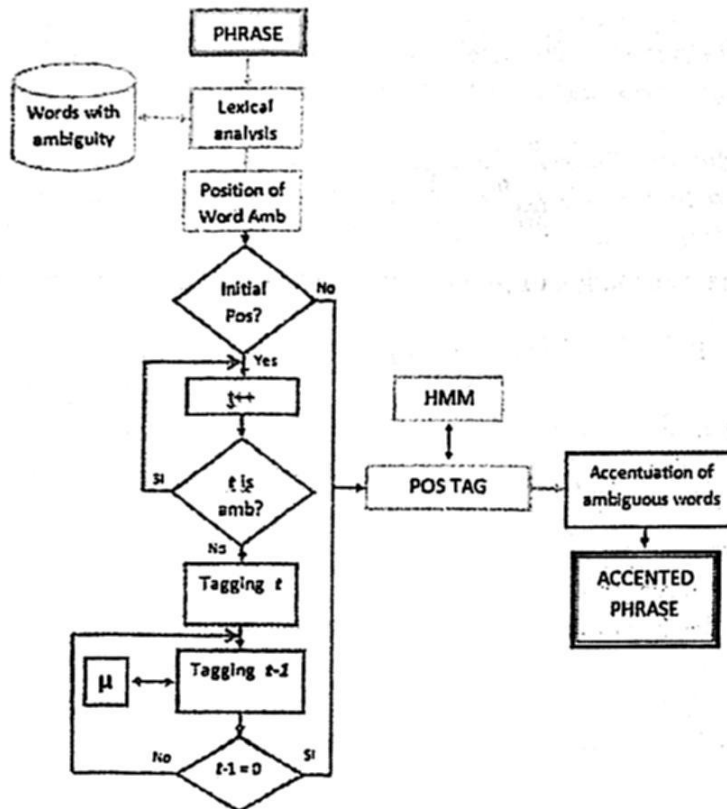 PHRASE
Words with
ambiguity
Lexical
analysis
Position of
Word Amb
Initial
Pos?
No
Yes
t++
t is
amb?
SI
No
Tagging t
Tagging t-1
μ
t-1 = 0
No
SI
HMM
POS TAG
Accentuation of
ambiguous words
ACCENTED
PHRASE